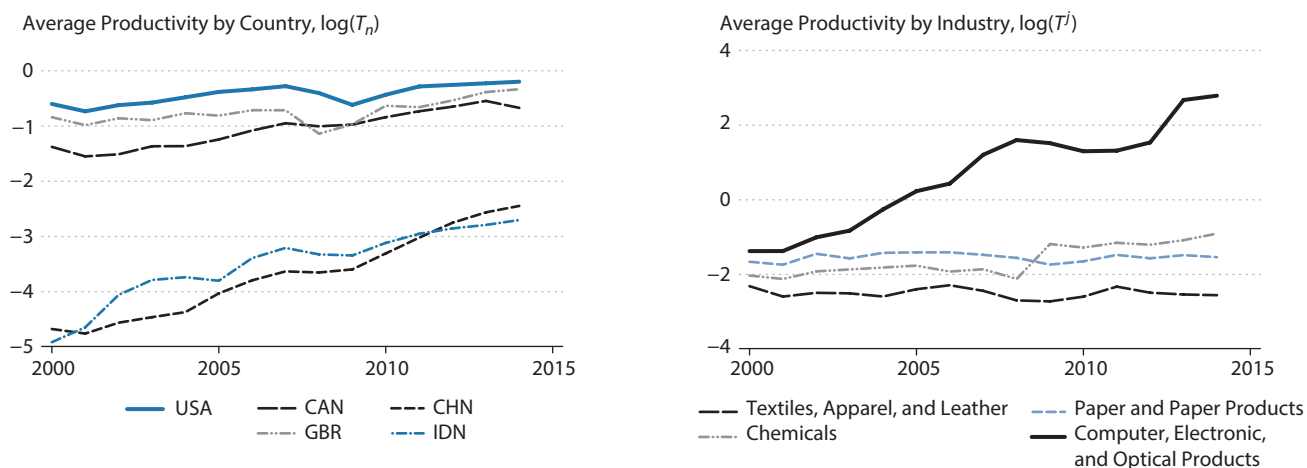 Average Productivity by Country, log(Tn)
0
−1
−2
−3
−4
−5
2000 2005 2010 2015
USA CAN CHN
GBR IDN
Average Productivity by Industry, log(Tj)
4
2
0
−2
−4
2000 2005 2010 2015
Textiles, Apparel, and Leather Paper and Paper Products
Chemicals Computer, Electronic,
and Optical Products